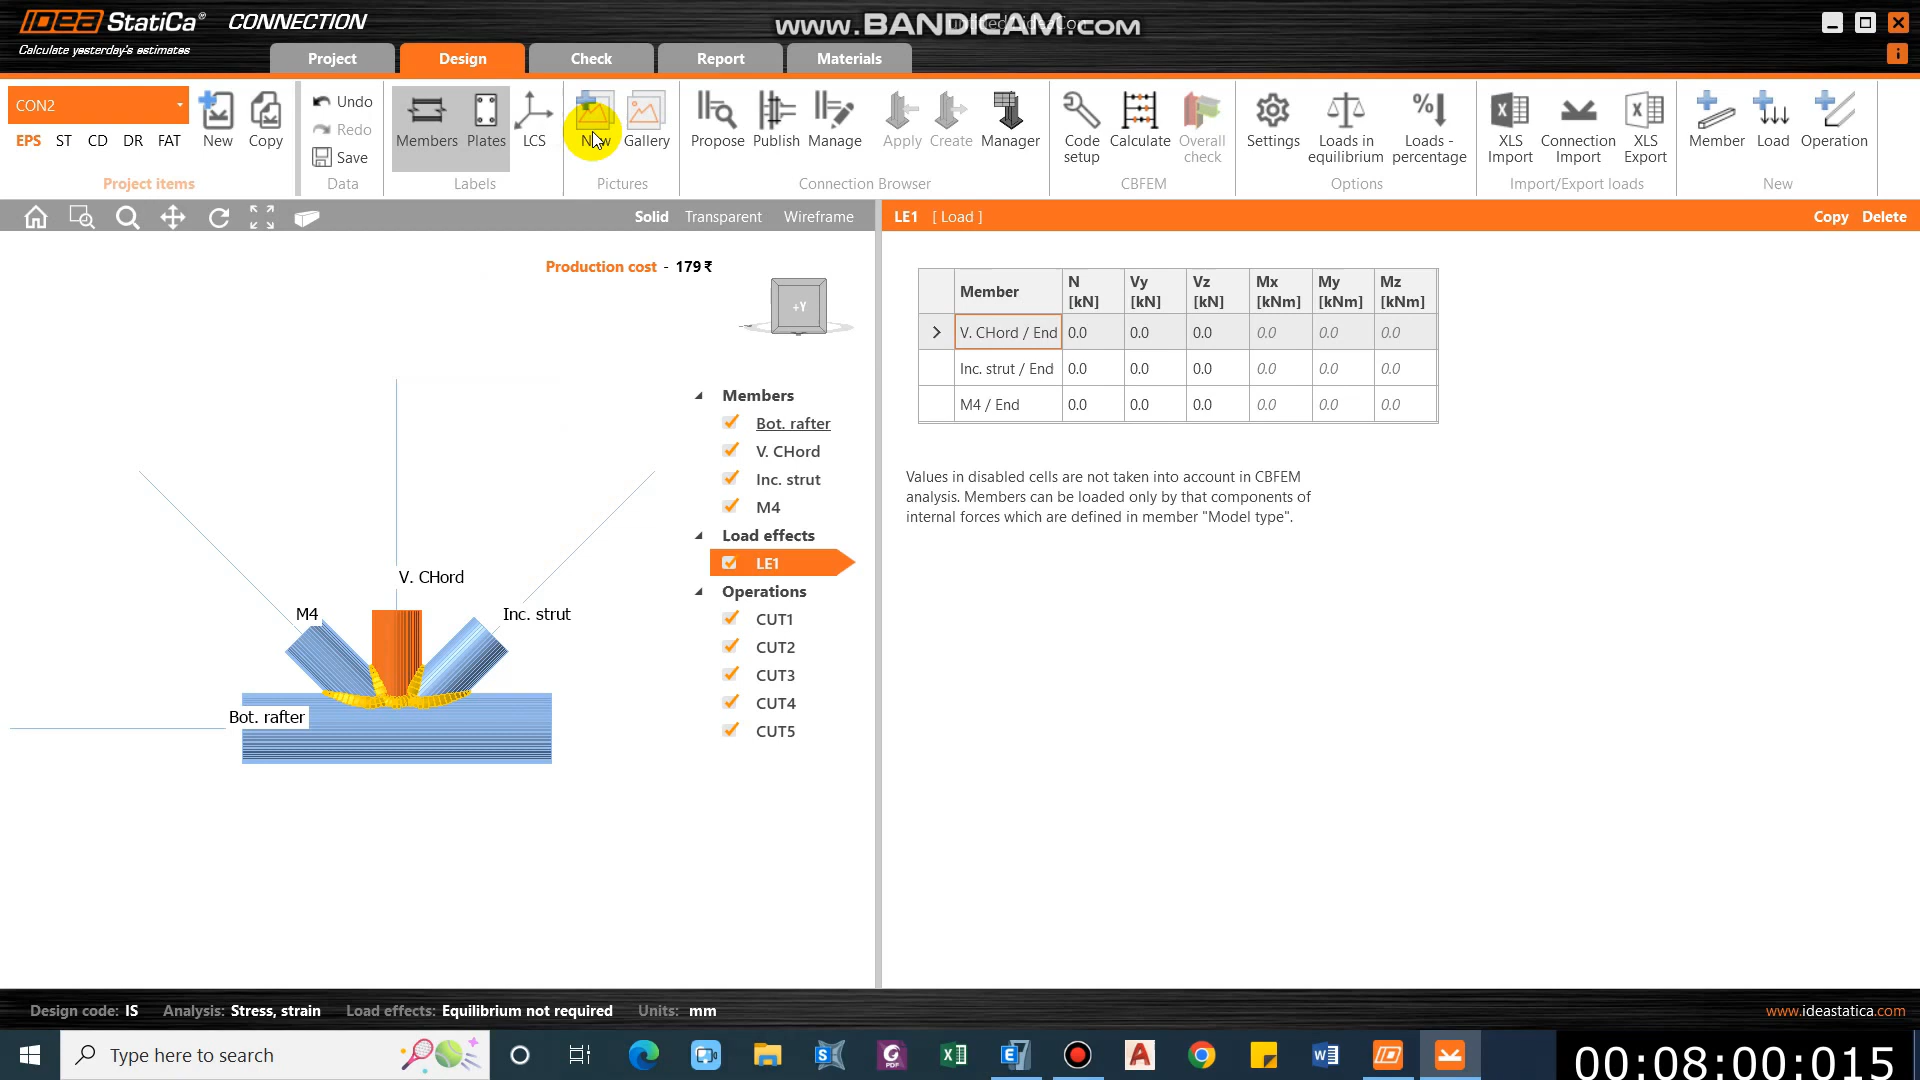 IDEA StatiCa® CONNECTION
Calculate yesterday's estimates
www.BANDICAM.com
Project
Design
Check
Report
Materials
CON2
EPS ST CD DR FAT
New
Copy
Project items
Undo
Redo
Save
Data
Members
Plates
LCS
Labels
New
Gallery
Pictures
Propose
Publish
Manage
Apply
Create
Manager
Connection Browser
Code setup
Calculate
Overall check
CBFEM
Settings
Loads in equilibrium
Loads - percentage
Options
XLS Import
Connection Import
XLS Export
Import/Export loads
Member
Load
Operation
New
Solid Transparent Wireframe
LE1 [ Load ]
Copy Delete
Production cost - 179 ₹
+Y
V. CHord
M4
Inc. strut
Bot. rafter
Members
Bot. rafter
V. CHord
Inc. strut
M4
Load effects
LE1
Operations
CUT1
CUT2
CUT3
CUT4
CUT5
Member N [kN] Vy [kN] Vz [kN] Mx [kNm] My [kNm] Mz [kNm]
V. CHord / End 0.0 0.0 0.0 0.0 0.0 0.0
Inc. strut / End 0.0 0.0 0.0 0.0 0.0 0.0
M4 / End 0.0 0.0 0.0 0.0 0.0 0.0
Values in disabled cells are not taken into account in CBFEM
analysis. Members can be loaded only by that components of
internal forces which are defined in member "Model type".
Design code: IS Analysis: Stress, strain Load effects: Equilibrium not required Units: mm
www.ideastatica.com
Type here to search
00:08:00:015